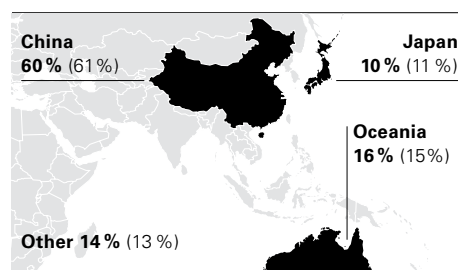 China
60% (61%)
Japan
10% (11%)
Oceania
16% (15%)
Other 14% (13%)